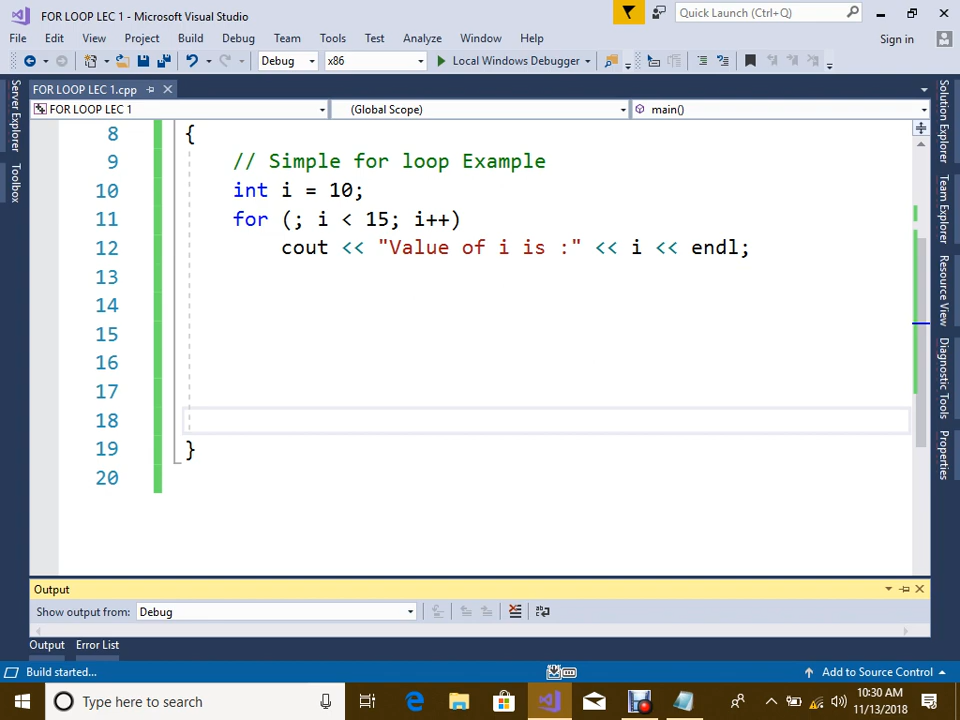 FOR LOOP LEC 1 - Microsoft Visual Studio
Quick Launch (Ctrl+Q)
File Edit View Project Build Debug Team Tools Test Analyze Window Help Sign in
Debug x86 Local Windows Debugger
FOR LOOP LEC 1.cpp
FOR LOOP LEC 1 (Global Scope) main()
8 {
9 // Simple for loop Example
10 int i = 10;
11 for (; i < 15; i++)
12 cout << "Value of i is :" << i << endl;
13
14
15
16
17
18
19 }
20
Server Explorer
Toolbox
Solution Explorer
Team Explorer
Resource View
Diagnostic Tools
Properties
Output
Show output from: Debug
Output Error List
Build started... Add to Source Control
Type here to search
10:30 AM
11/13/2018